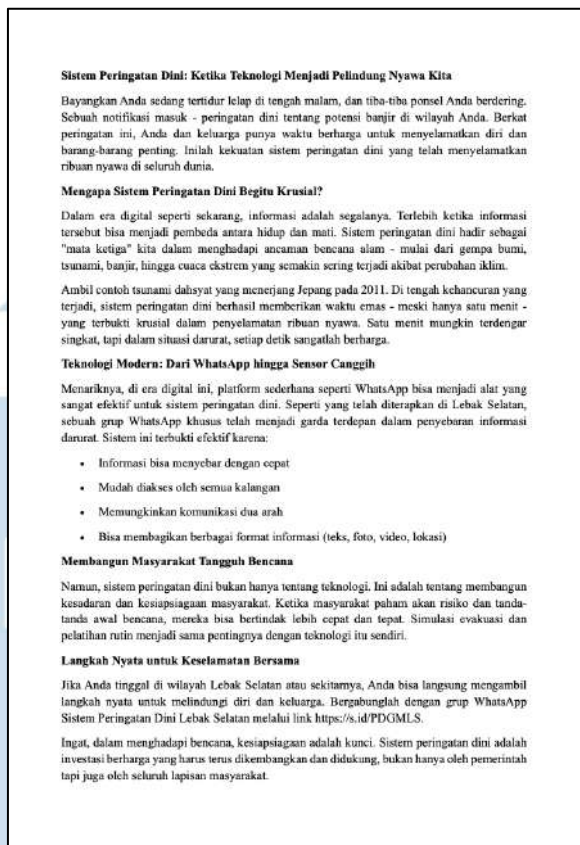 Sistem Peringatan Dini: Ketika Teknologi Menjadi Pelindung Nyawa Kita
Bayangkan Anda sedang tertidur lelap di tengah malam, dan tiba-tiba ponsel Anda berdering.
Sebuah notifikasi masuk - peringatan dini tentang potensi banjir di wilayah Anda. Berkat
peringatan ini, Anda dan keluarga punya waktu berharga untuk menyelamatkan diri dan
barang-barang penting. Inilah kekuatan sistem peringatan dini yang telah menyelamatkan
ribuan nyawa di seluruh dunia.
Mengapa Sistem Peringatan Dini Begitu Krusial?
Dalam era digital seperti sekarang, informasi adalah segalanya. Terlebih ketika informasi
tersebut bisa menjadi pembeda antara hidup dan mati. Sistem peringatan dini hadir sebagai
"mata ketiga" kita dalam menghadapi ancaman bencana alam - mulai dari gempa bumi,
tsunami, banjir, hingga cuaca ekstrem yang semakin sering terjadi akibat perubahan iklim.
Ambil contoh tsunami dahsyat yang menerjang Jepang pada 2011. Di tengah kehancuran yang
terjadi, sistem peringatan dini berhasil memberikan waktu emas - meski hanya satu menit -
yang terbukti krusial dalam penyelamatan ribuan nyawa. Satu menit mungkin terdengar
singkat, tapi dalam situasi darurat, setiap detik sangatlah berharga.
Teknologi Modern: Dari WhatsApp hingga Sensor Canggih
Menariknya, di era digital ini, platform sederhana seperti WhatsApp bisa menjadi alat yang
sangat efektif untuk sistem peringatan dini. Seperti yang telah diterapkan di Lebak Selatan,
sebuah grup WhatsApp khusus telah menjadi garda terdepan dalam penyebaran informasi
darurat. Sistem ini terbukti efektif karena:
• Informasi bisa menyebar dengan cepat
• Mudah diakses oleh semua kalangan
• Memungkinkan komunikasi dua arah
• Bisa membagikan berbagai format informasi (teks, foto, video, lokasi)
Membangun Masyarakat Tangguh Bencana
Namun, sistem peringatan dini bukan hanya tentang teknologi. Ini adalah tentang membangun
kesadaran dan kesiapsiagaan masyarakat. Ketika masyarakat paham akan risiko dan tanda-
tanda awal bencana, mereka bisa bertindak lebih cepat dan tepat. Simulasi evakuasi dan
pelatihan rutin menjadi sama pentingnya dengan teknologi itu sendiri.
Langkah Nyata untuk Keselamatan Bersama
Jika Anda tinggal di wilayah Lebak Selatan atau sekitarnya, Anda bisa langsung mengambil
langkah nyata untuk melindungi diri dan keluarga. Bergabunglah dengan grup WhatsApp
Sistem Peringatan Dini Lebak Selatan melalui link https://s.id/PDGMLS.
Ingat, dalam menghadapi bencana, kesiapsiagaan adalah kunci. Sistem peringatan dini adalah
investasi berharga yang harus terus dikembangkan dan didukung, bukan hanya oleh pemerintah
tapi juga oleh seluruh lapisan masyarakat.